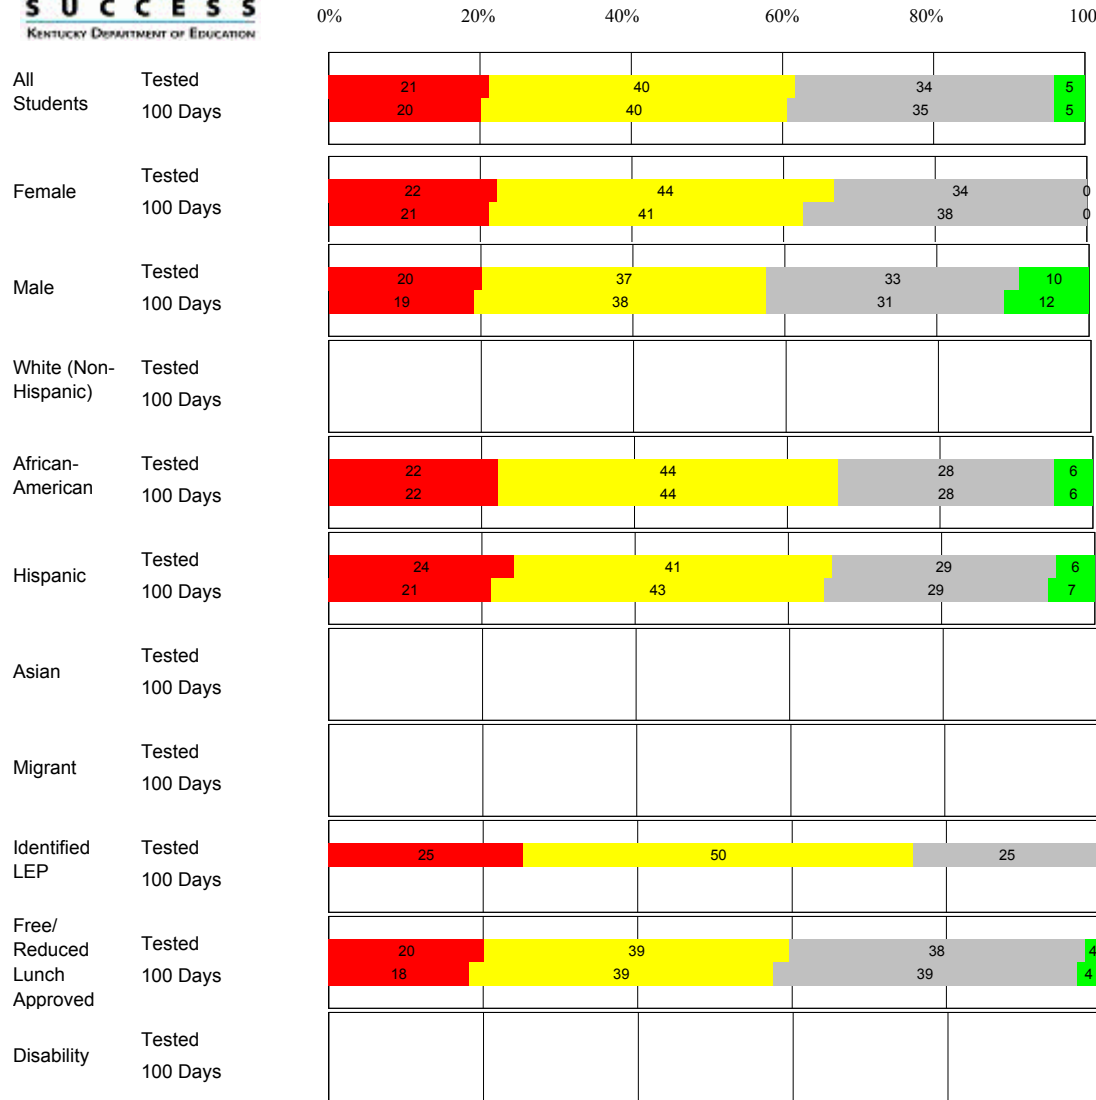 S U C C E S S
KENTUCKY DEPARTMENT OF EDUCATION
0% 20% 40% 60% 80% 100
All Students Tested 21 40 34 5
100 Days 20 40 35 5
Female Tested 22 44 34 0
100 Days 21 41 38 0
Male Tested 20 37 33 10
100 Days 19 38 31 12
White (Non-
Hispanic) Tested
100 Days
African-
American Tested 22 44 28 6
100 Days 22 44 28 6
Hispanic Tested 24 41 29 6
100 Days 21 43 29 7
Asian Tested
100 Days
Migrant Tested
100 Days
Identified
LEP Tested 25 50 25
100 Days
Free/
Reduced
Lunch
Approved Tested 20 39 38 4
100 Days 18 39 39 4
Disability Tested
100 Days